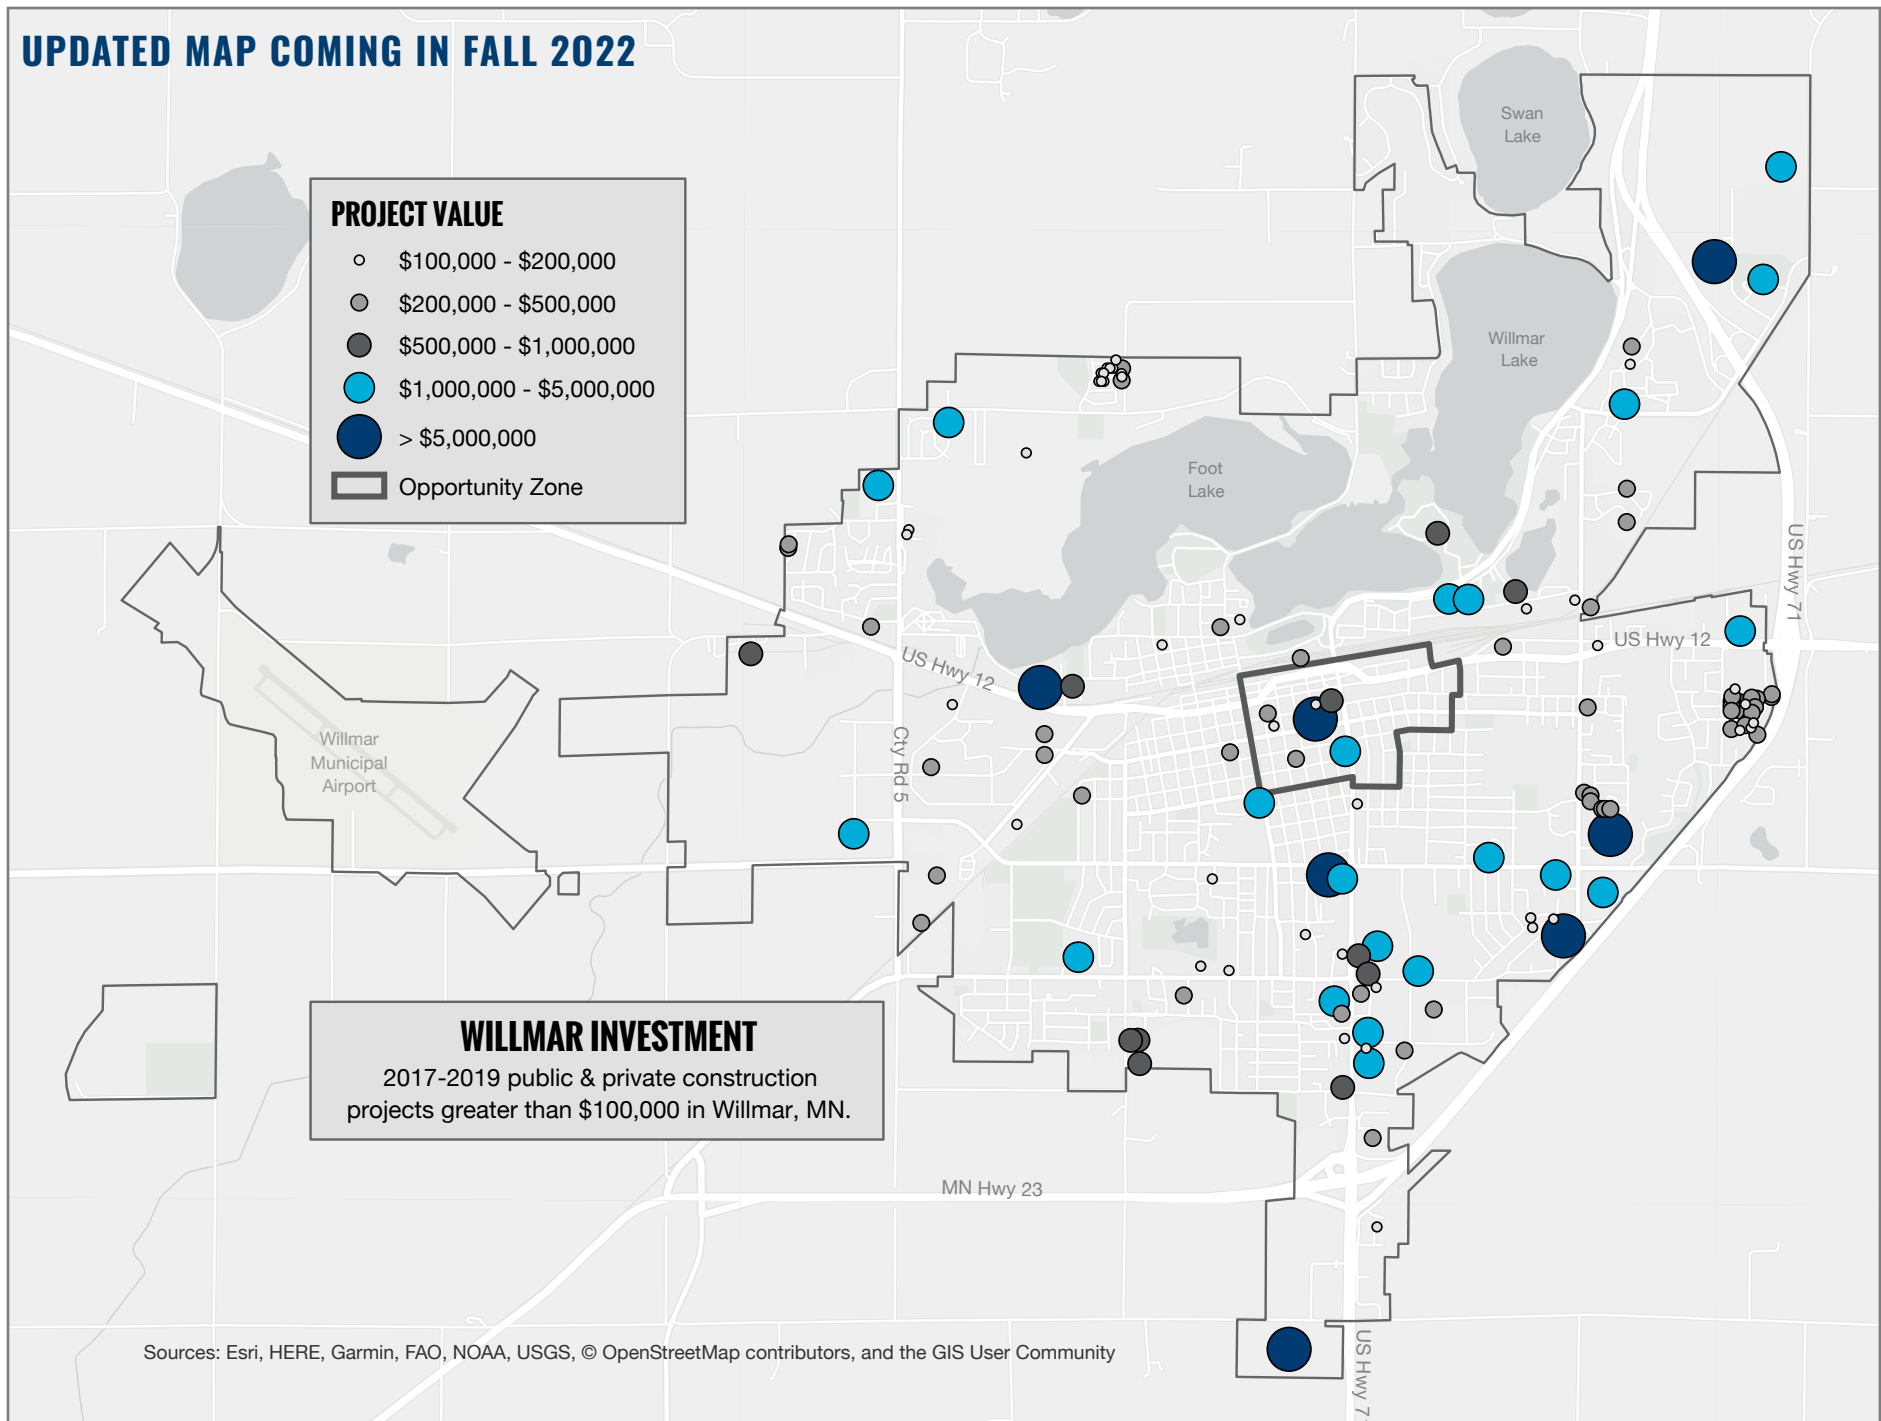 UPDATED MAP COMING IN FALL 2022
PROJECT VALUE
$100,000 - $200,000
$200,000 - $500,000
$500,000 - $1,000,000
$1,000,000 - $5,000,000
> $5,000,000
Opportunity Zone
Swan
Lake
Willmar
Lake
Foot
Lake
US Hwy 71
US Hwy 12
US Hwy 12
Cty Rd 5
Willmar
Municipal
Airport
WILLMAR INVESTMENT
2017-2019 public & private construction
projects greater than $100,000 in Willmar, MN.
MN Hwy 23
US Hwy 7
Sources: Esri, HERE, Garmin, FAO, NOAA, USGS, © OpenStreetMap contributors, and the GIS User Community